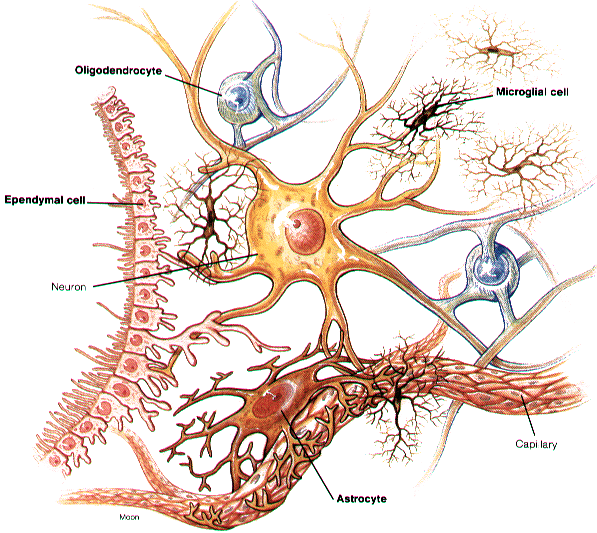 Oligodendrocyte
Microglial cell
Ependymal cell
Neuron
Capillary
Astrocyte
Moon